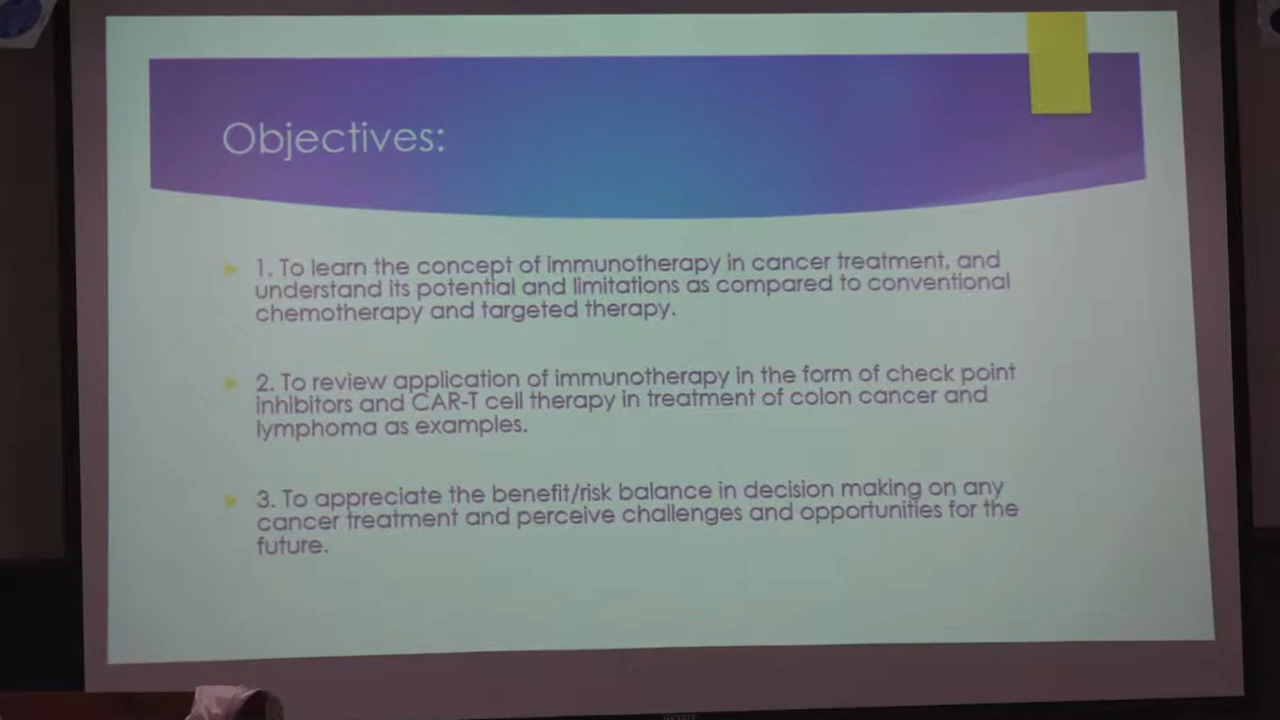 Objectives:
1. To learn the concept of immunotherapy in cancer treatment, and
understand its potential and limitations as compared to conventional
chemotherapy and targeted therapy.
2. To review application of immunotherapy in the form of check point
inhibitors and CAR-T cell therapy in treatment of colon cancer and
lymphoma as examples.
3. To appreciate the benefit/risk balance in decision making on any
cancer treatment and perceive challenges and opportunities for the
future.